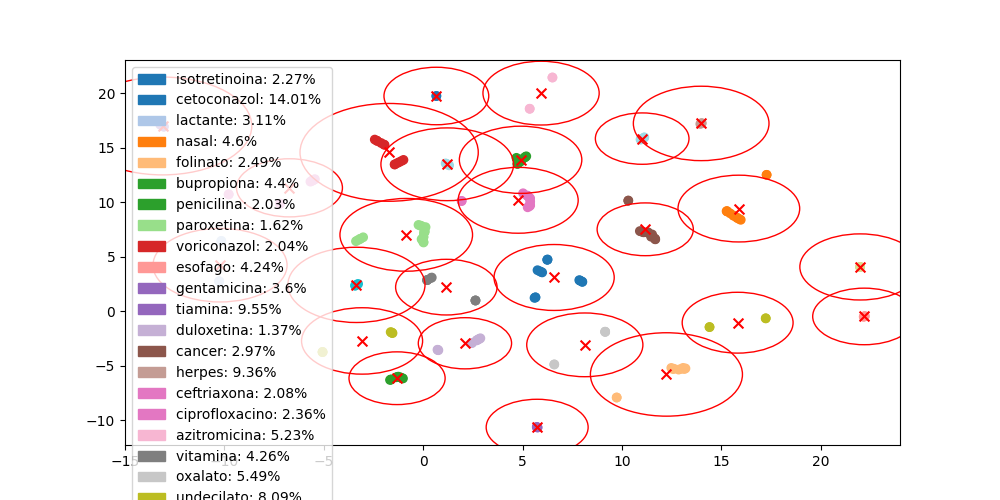 isotretinoina: 2.27%
cetoconazol: 14.01%
lactante: 3.11%
nasal: 4.6%
folinato: 2.49%
bupropiona: 4.4%
penicilina: 2.03%
paroxetina: 1.62%
voriconazol: 2.04%
esofago: 4.24%
gentamicina: 3.6%
tiamina: 9.55%
duloxetina: 1.37%
cancer: 2.97%
herpes: 9.36%
ceftriaxona: 2.08%
ciprofloxacino: 2.36%
azitromicina: 5.23%
vitamina: 4.26%
oxalato: 5.49%
undecilato: 8.09%
20
15
10
5
0
−5
−10
−15 −10 −5 0 5 10 15 20